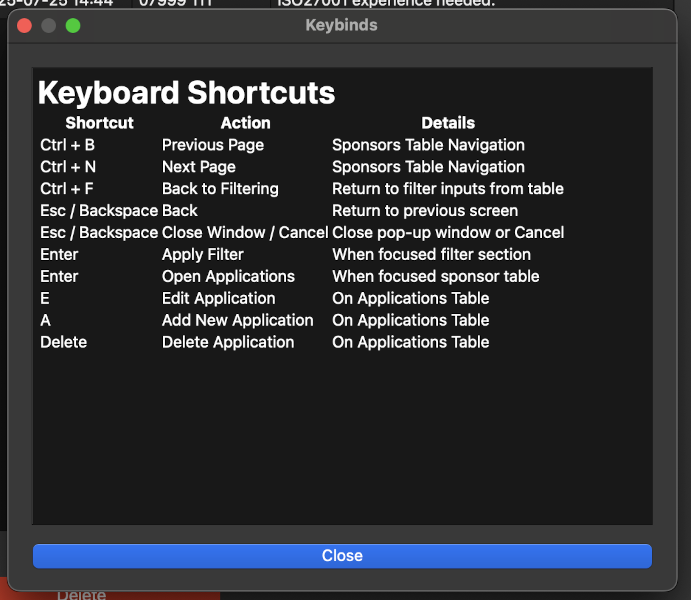 25-07-25 14:44 07999 111 ISO27001 experience needed.
Keybinds
Keyboard Shortcuts
Shortcut Action Details
Ctrl + B Previous Page Sponsors Table Navigation
Ctrl + N Next Page Sponsors Table Navigation
Ctrl + F Back to Filtering Return to filter inputs from table
Esc / Backspace Back Return to previous screen
Esc / Backspace Close Window / Cancel Close pop-up window or Cancel
Enter Apply Filter When focused filter section
Enter Open Applications When focused sponsor table
E Edit Application On Applications Table
A Add New Application On Applications Table
Delete Delete Application On Applications Table
Close
Delete